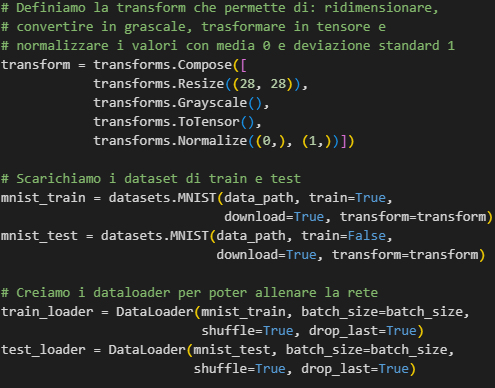 # Definiamo la transform che permette di: ridimensionare,
# convertire in grascale, trasformare in tensore e
# normalizzare i valori con media 0 e deviazione standard 1
transform = transforms.Compose([
            transforms.Resize((28, 28)),
            transforms.Grayscale(),
            transforms.ToTensor(),
            transforms.Normalize((0,), (1,))])

# Scarichiamo i dataset di train e test
mnist_train = datasets.MNIST(data_path, train=True,
                             download=True, transform=transform)
mnist_test = datasets.MNIST(data_path, train=False,
                            download=True, transform=transform)

# Creiamo i dataloader per poter allenare la rete
train_loader = DataLoader(mnist_train, batch_size=batch_size,
                          shuffle=True, drop_last=True)
test_loader = DataLoader(mnist_test, batch_size=batch_size,
                         shuffle=True, drop_last=True)